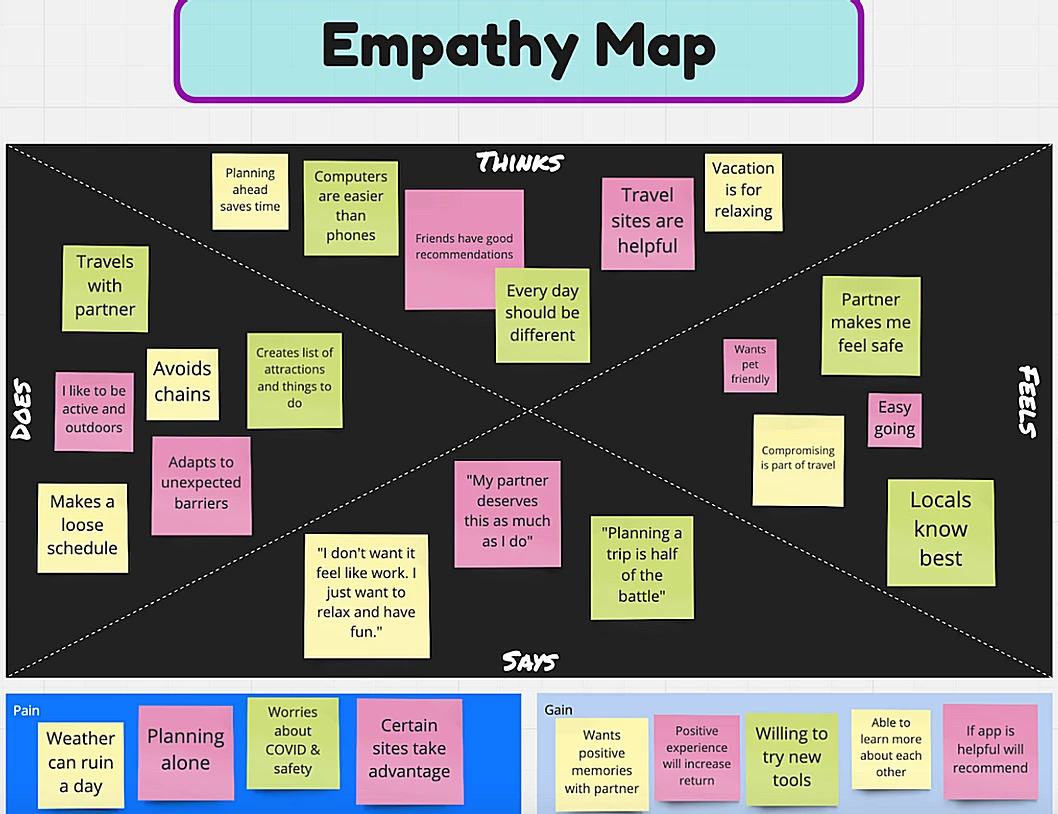 Empathy Map
THINKS
Planning
ahead
saves time
Computers
are easier
than
phones
Friends have good
recommendations
Every day
should be
different
Travel
sites are
helpful
Vacation
is for
relaxing
DOES
Travels
with
partner
Avoids
chains
Creates list of
attractions
and things to
do
I like to be
active and
outdoors
Adapts to
unexpected
barriers
Makes a
loose
schedule
FEELS
Partner
makes me
feel safe
Wants
pet
friendly
Easy
going
Compromising
is part of travel
Locals
know
best
"My partner
deserves
this as much
as I do"
"Planning a
trip is half
of the
battle"
"I don't want it
feel like work. I
just want to
relax and have
fun."
SAYS
Pain
Weather
can ruin
a day
Planning
alone
Worries
about
COVID &
safety
Certain
sites take
advantage
Gain
Wants
positive
memories
with partner
Positive
experience
will increase
return
Willing to
try new
tools
Able to
learn more
about each
other
If app is
helpful will
recommend